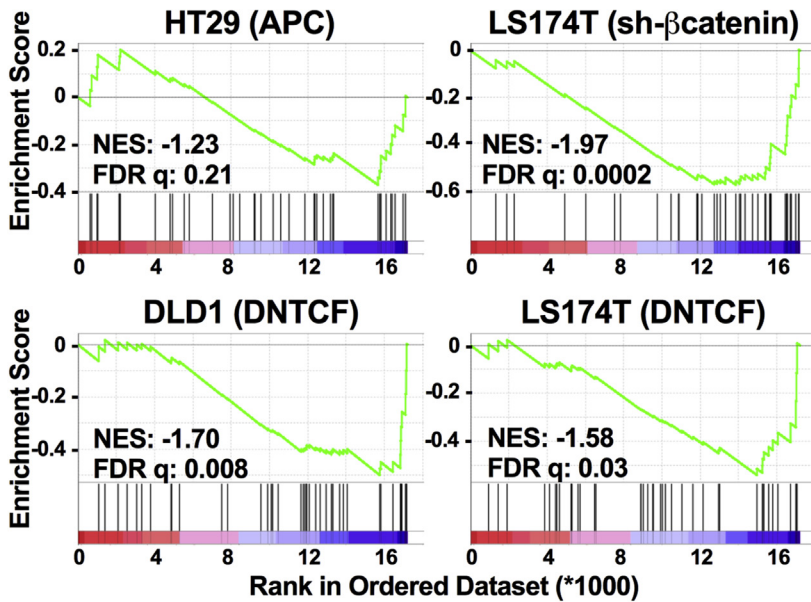 HT29 (APC)
LS174T (sh-βcatenin)
Enrichment Score
0.2
0
-0.2
-0.4
NES: -1.23
FDR q: 0.21
0 4 8 12 16
0
-0.2
-0.4
-0.6
NES: -1.97
FDR q: 0.0002
0 4 8 12 16
DLD1 (DNTCF)
LS174T (DNTCF)
Enrichment Score
0
-0.2
-0.4
NES: -1.70
FDR q: 0.008
0 4 8 12 16
0
-0.2
-0.4
NES: -1.58
FDR q: 0.03
0 4 8 12 16
Rank in Ordered Dataset (*1000)